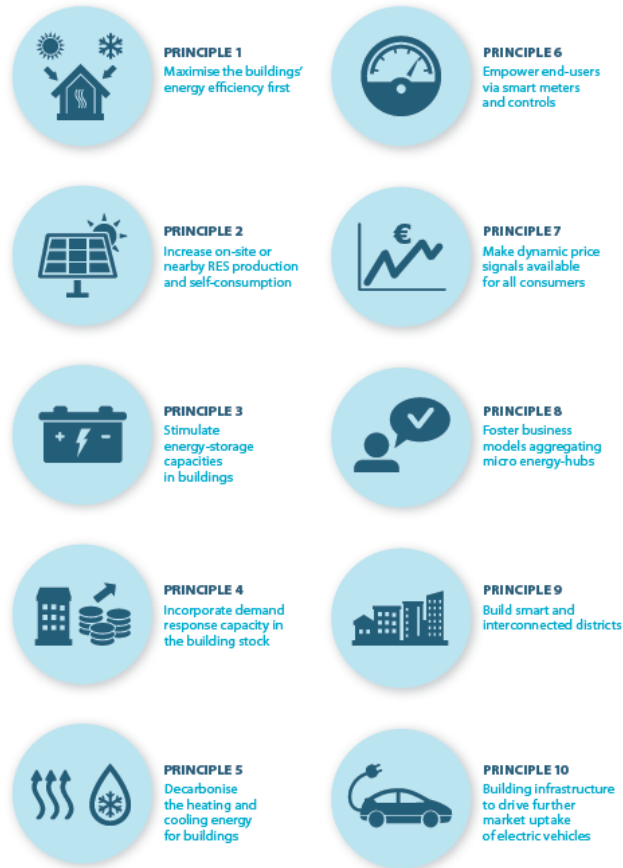 PRINCIPLE 1
Maximise the buildings'
energy efficiency first
PRINCIPLE 2
Increase on-site or
nearby RES production
and self-consumption
PRINCIPLE 3
Stimulate
energy-storage
capacities
in buildings
PRINCIPLE 4
Incorporate demand
response capacity in
the building stock
PRINCIPLE 5
Decarbonise
the heating and
cooling energy
for buildings
PRINCIPLE 6
Empower end-users
via smart meters
and controls
€
PRINCIPLE 7
Make dynamic price
signals available
for all consumers
PRINCIPLE 8
Foster business
models aggregating
micro energy-hubs
PRINCIPLE 9
Build smart and
interconnected districts
PRINCIPLE 10
Building infrastructure
to drive further
market uptake
of electric vehicles